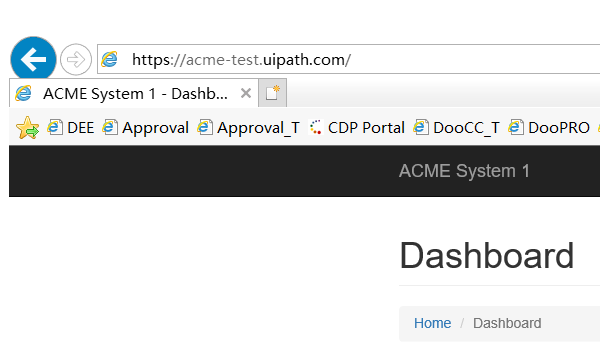 https://acme-test.uipath.com/
ACME System 1 - Dashb...
DEE Approval Approval_T CDP Portal DooCC_T DooPRO
ACME System 1
Dashboard
Home / Dashboard